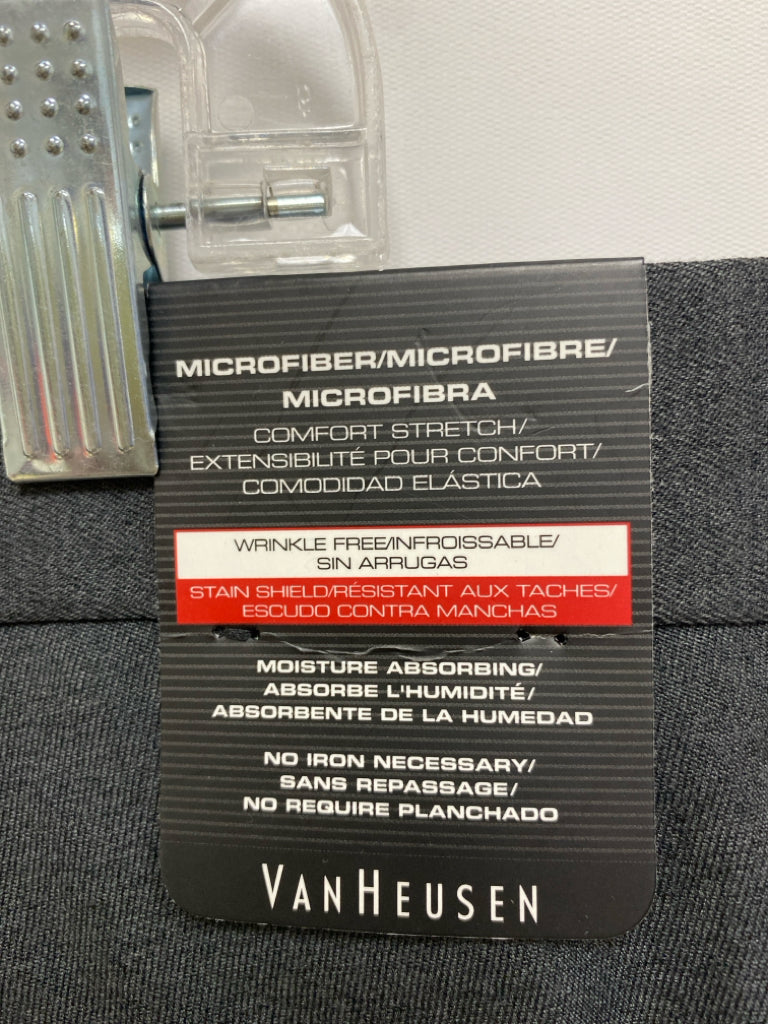 MICROFIBER/MICROFIBRE/
MICROFIBRA
COMFORT STRETCH/
EXTENSIBILITÉ POUR CONFORT/
COMODIDAD ELÁSTICA
WRINKLE FREE/INFROISSABLE/
SIN ARRUGAS
STAIN SHIELD/RÉSISTANT AUX TACHES/
ESCUDO CONTRA MANCHAS
MOISTURE ABSORBING/
ABSORBE L'HUMIDITÉ/
ABSORBENTE DE LA HUMEDAD
NO IRON NECESSARY/
SANS REPASSAGE/
NO REQUIRE PLANCHADO
VANHEUSEN